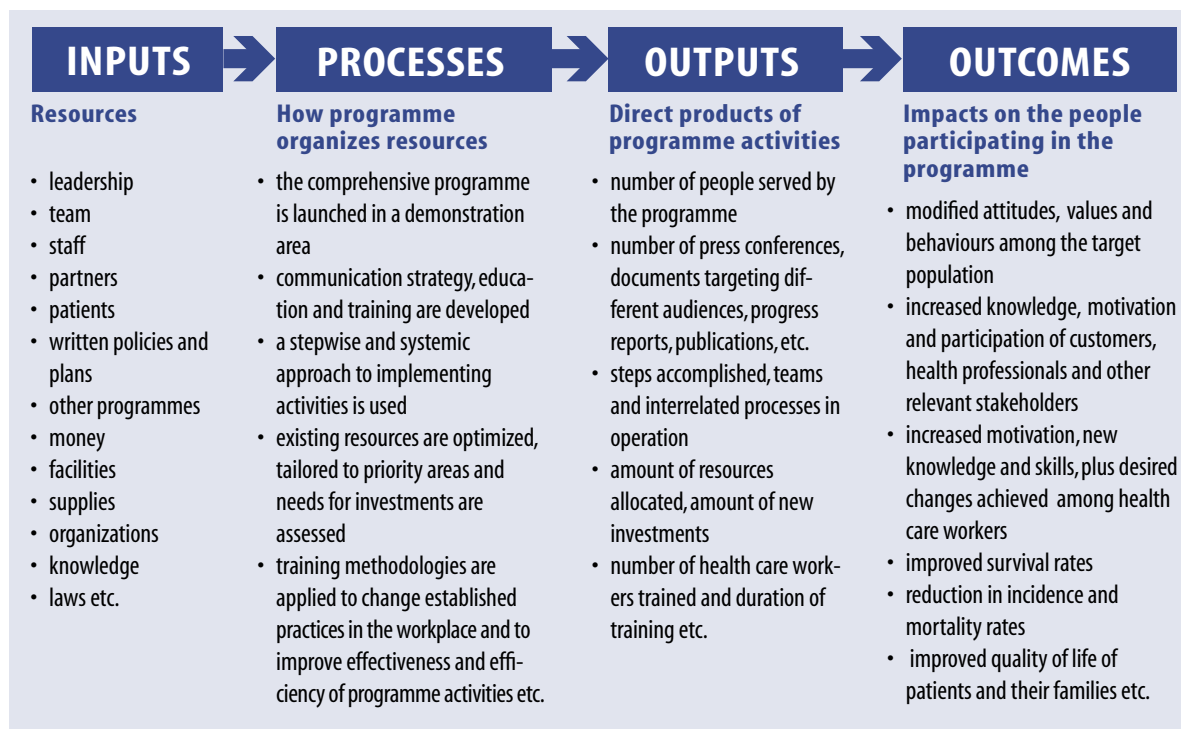 INPUTS
Resources
• leadership
• team
• staff
• partners
• patients
• written policies and
plans
• other programmes
• money
• facilities
• supplies
• organizations
• knowledge
• laws etc.
PROCESSES
How programme
organizes resources
• the comprehensive programme
is launched in a demonstration
area
• communication strategy, educa-
tion and training are developed
• a stepwise and systemic
approach to implementing
activities is used
• existing resources are optimized,
tailored to priority areas and
needs for investments are
assessed
• training methodologies are
applied to change established
practices in the workplace and to
improve effectiveness and effi-
ciency of programme activities etc.
OUTPUTS
Direct products of
programme activities
• number of people served by
the programme
• number of press conferences,
documents targeting dif-
ferent audiences, progress
reports, publications, etc.
• steps accomplished, teams
and interrelated processes in
operation
• amount of resources
allocated, amount of new
investments
• number of health care work-
ers trained and duration of
training etc.
OUTCOMES
Impacts on the people
participating in the
programme
• modified attitudes, values and
behaviours among the target
population
• increased knowledge, motivation
and participation of customers,
health professionals and other
relevant stakeholders
• increased motivation, new
knowledge and skills, plus desired
changes achieved among health
care workers
• improved survival rates
• reduction in incidence and
mortality rates
• improved quality of life of
patients and their families etc.